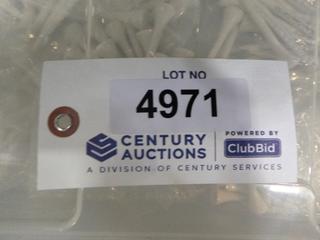 LOT NO
4971
CENTURY
AUCTIONS
POWERED BY
ClubBid
A DIVISION OF CENTURY SERVICES